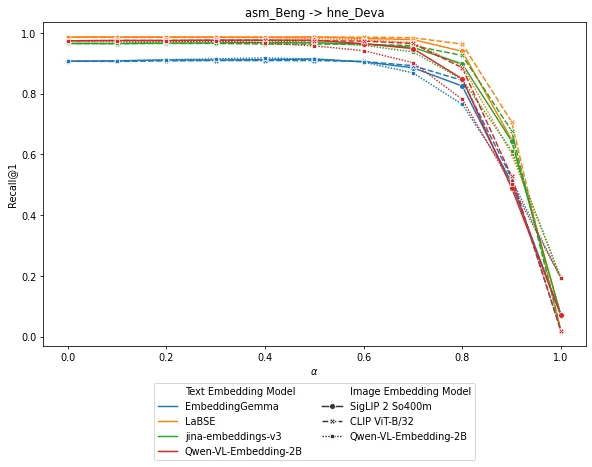 asm_Beng -> hne_Deva
1.0
0.8
0.6
0.4
0.2
0.0
Recall@1
0.0 0.2 0.4 0.6 0.8 1.0
α
Text Embedding Model Image Embedding Model
EmbeddingGemma SigLIP 2 So400m
LaBSE CLIP ViT-B/32
jina-embeddings-v3 Qwen-VL-Embedding-2B
Qwen-VL-Embedding-2B